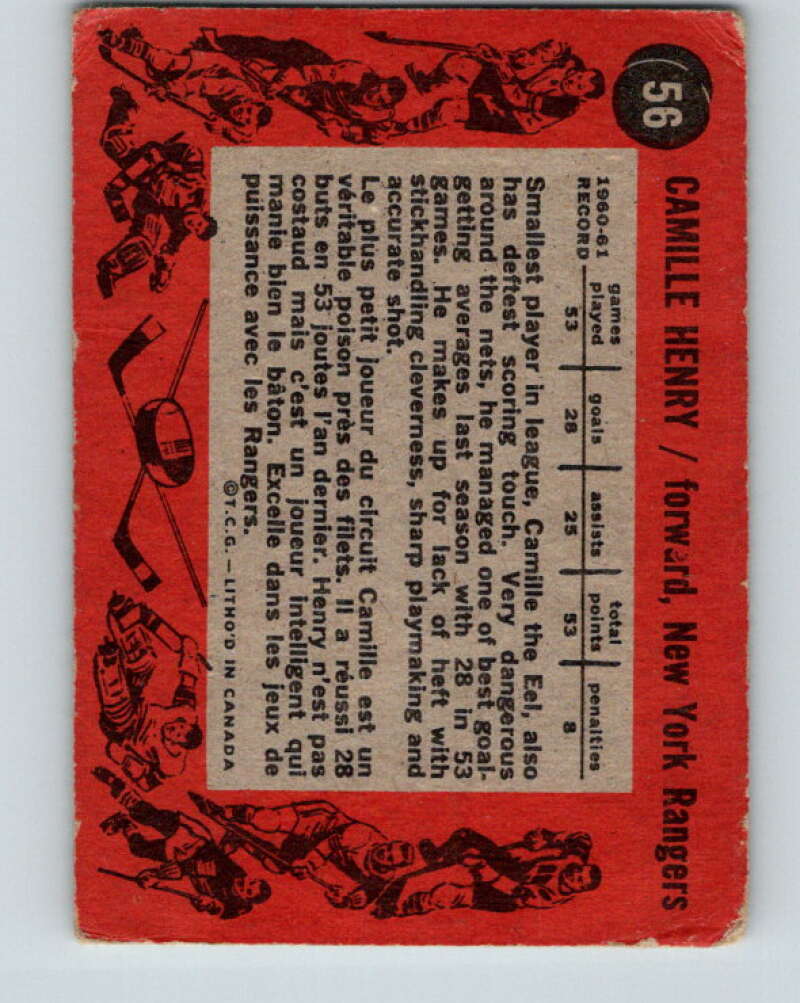 56
CAMILLE HENRY / forward, New York Rangers
games goals assists total penalties
1960-61 played points
RECORD 53 28 25 53 8
Smallest player in league, Camille the Eel, also
has deftest scoring touch. Very dangerous
around the nets, he managed one of best goal-
getting averages last season with 28 in 53
games. He makes up for lack of heft with
stickhandling cleverness, sharp playmaking and
accurate shot.
Le plus petit joueur du circuit Camille est un
véritable poison près des filets. Il a réussi 28
buts en 53 joutes l'an dernier. Henry n'est pas
costaud mais c'est un joueur intelligent qui
manie bien le bâton. Excelle dans les jeux de
puissance avec les Rangers.
©T.C.G. — LITHO'D IN CANADA